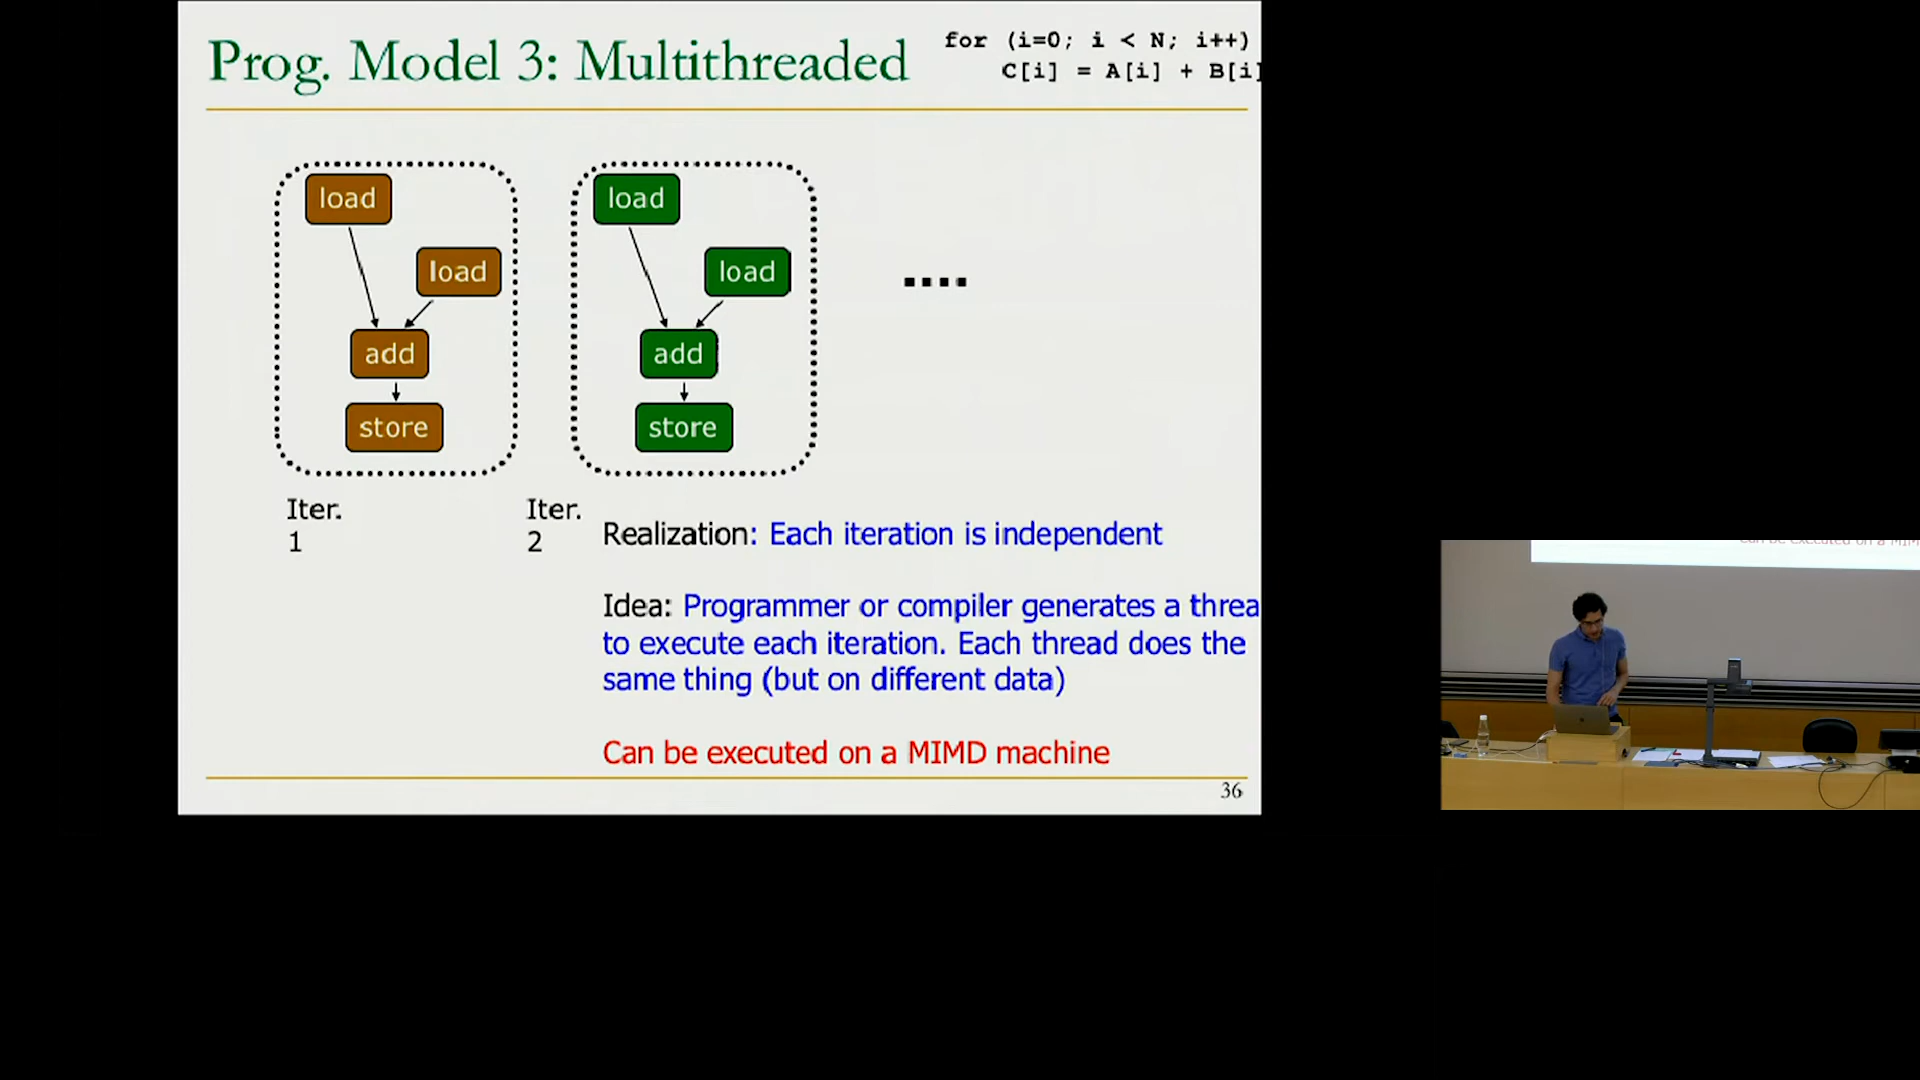 Prog. Model 3: Multithreaded
for (i=0; i < N; i++)
C[i] = A[i] + B[i]
load
load
add
store
load
load
add
store
....
Iter.
1
Iter.
2
Realization: Each iteration is independent
Idea: Programmer or compiler generates a threa
to execute each iteration. Each thread does the
same thing (but on different data)
Can be executed on a MIMD machine
36